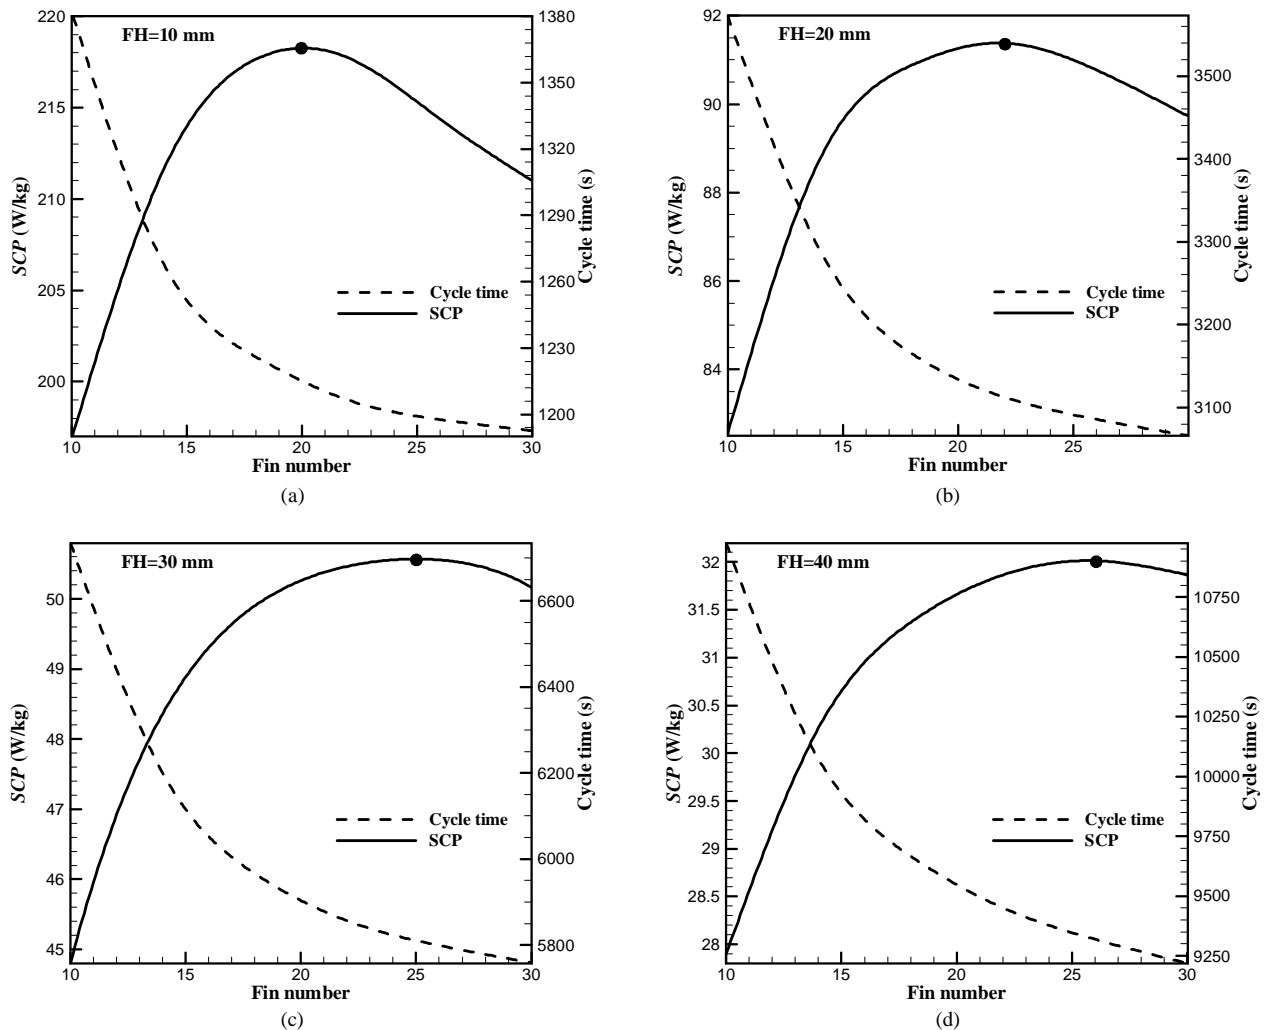 FH=10 mm
220
215
210
205
200
SCP (W/kg)
1380
1350
1320
1290
1260
1230
1200
Cycle time (s)
Cycle time
SCP
10 15 20 25 30
Fin number
(a)
FH=20 mm
92
90
88
86
84
SCP (W/kg)
3500
3400
3300
3200
3100
Cycle time (s)
Cycle time
SCP
10 15 20 25
Fin number
(b)
FH=30 mm
50
49
48
47
46
45
SCP (W/kg)
6600
6400
6200
6000
5800
Cycle time (s)
Cycle time
SCP
10 15 20 25 30
Fin number
(c)
FH=40 mm
32
31.5
31
30.5
30
29.5
29
28.5
28
SCP (W/kg)
10750
10500
10250
10000
9750
9500
9250
Cycle time (s)
Cycle time
SCP
10 15 20 25 30
Fin number
(d)